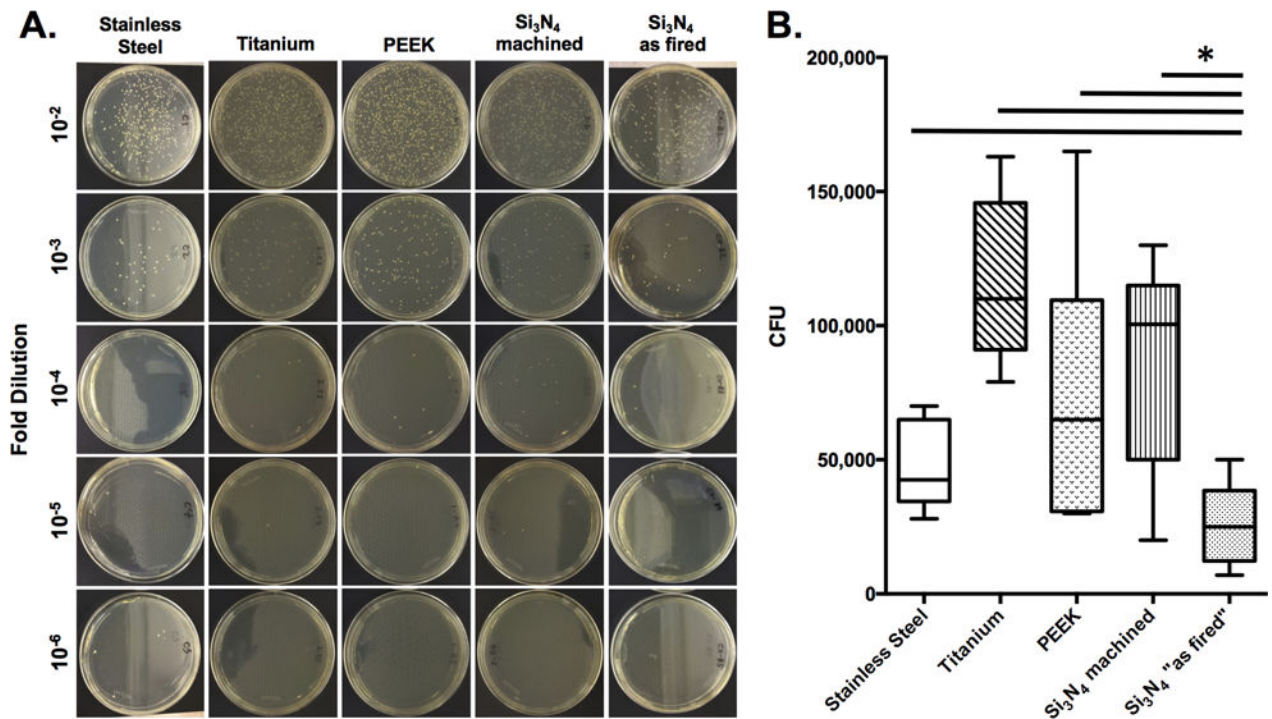 A.
Stainless
Steel
Titanium
PEEK
Si₃N₄
machined
Si₃N₄
as fired
Fold Dilution
10⁻²
10⁻³
10⁻⁴
10⁻⁵
10⁻⁶
B.
*
CFU
200,000
150,000
100,000
50,000
0
Stainless Steel
Titanium
PEEK
Si₃N₄ machined
Si₃N₄ "as fired"